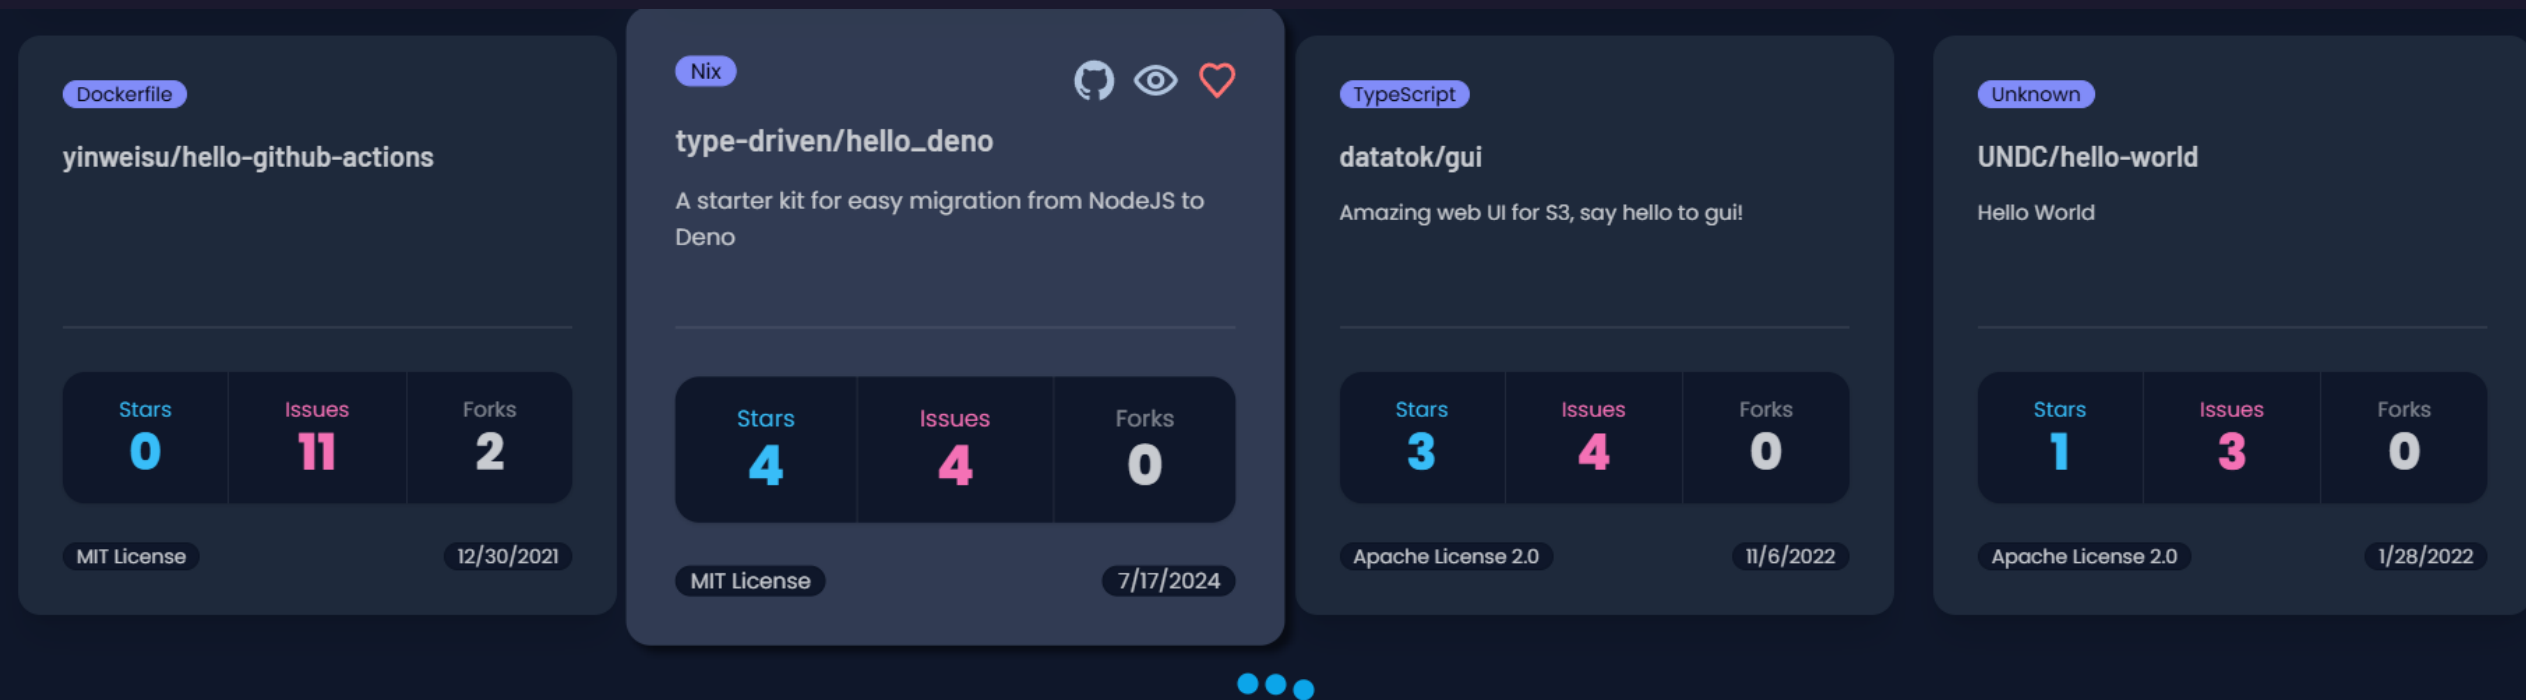 Dockerfile
yinweisu/hello-github-actions
Stars
Issues
Forks
0
11
2
MIT License
12/30/2021
Nix
type-driven/hello_deno
A starter kit for easy migration from NodeJS to
Deno
Stars
Issues
Forks
4
4
0
MIT License
7/17/2024
TypeScript
datatok/gui
Amazing web UI for S3, say hello to gui!
Stars
Issues
Forks
3
4
0
Apache License 2.0
11/6/2022
Unknown
UNDC/hello-world
Hello World
Stars
Issues
Forks
1
3
0
Apache License 2.0
1/28/2022